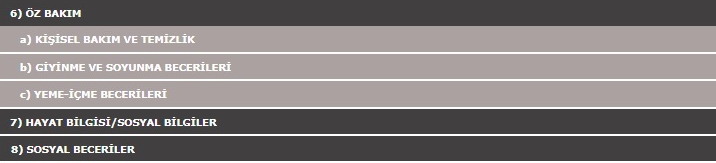 6) ÖZ BAKIM
a) KİŞİSEL BAKIM VE TEMİZLİK
b) GİYİNME VE SOYUNMA BECERİLERİ
c) YEME-İÇME BECERİLERİ
7) HAYAT BİLGİSİ/SOSYAL BİLGİLER
8) SOSYAL BECERİLER